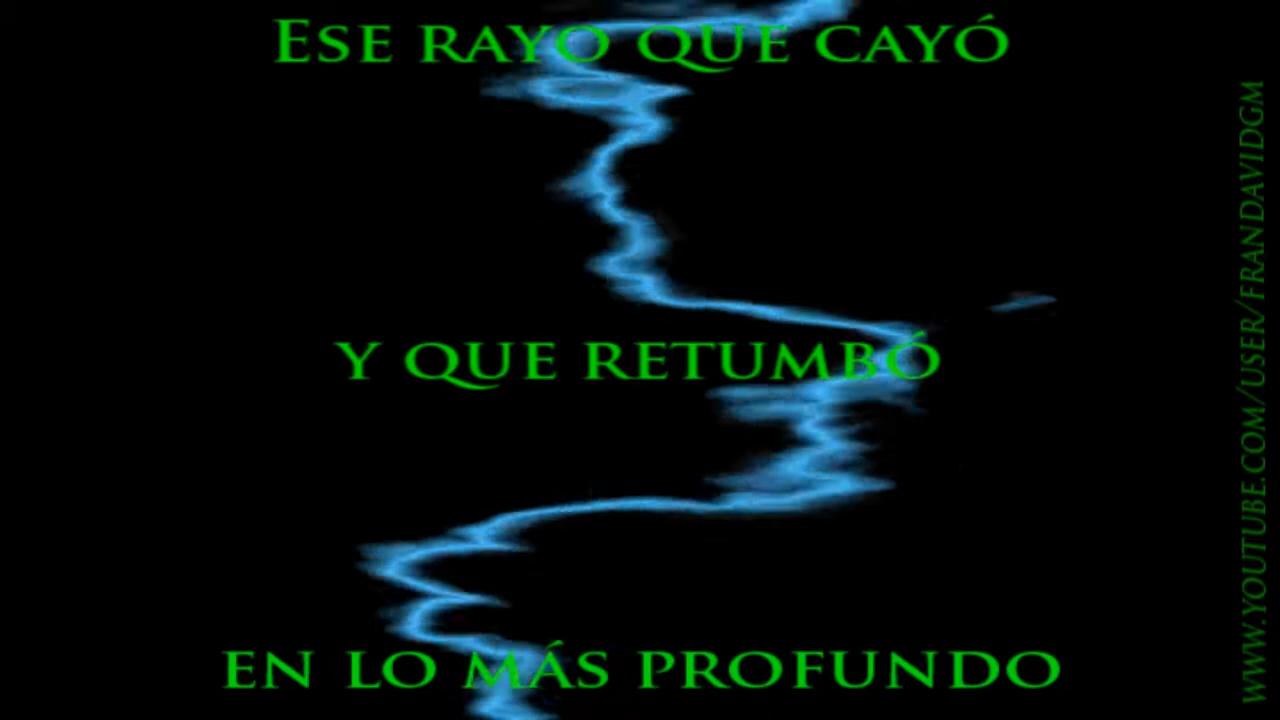 Ese rayo que cayó
y que retumbó
en lo más profundo
www.youtube.com/user/frandavidgm